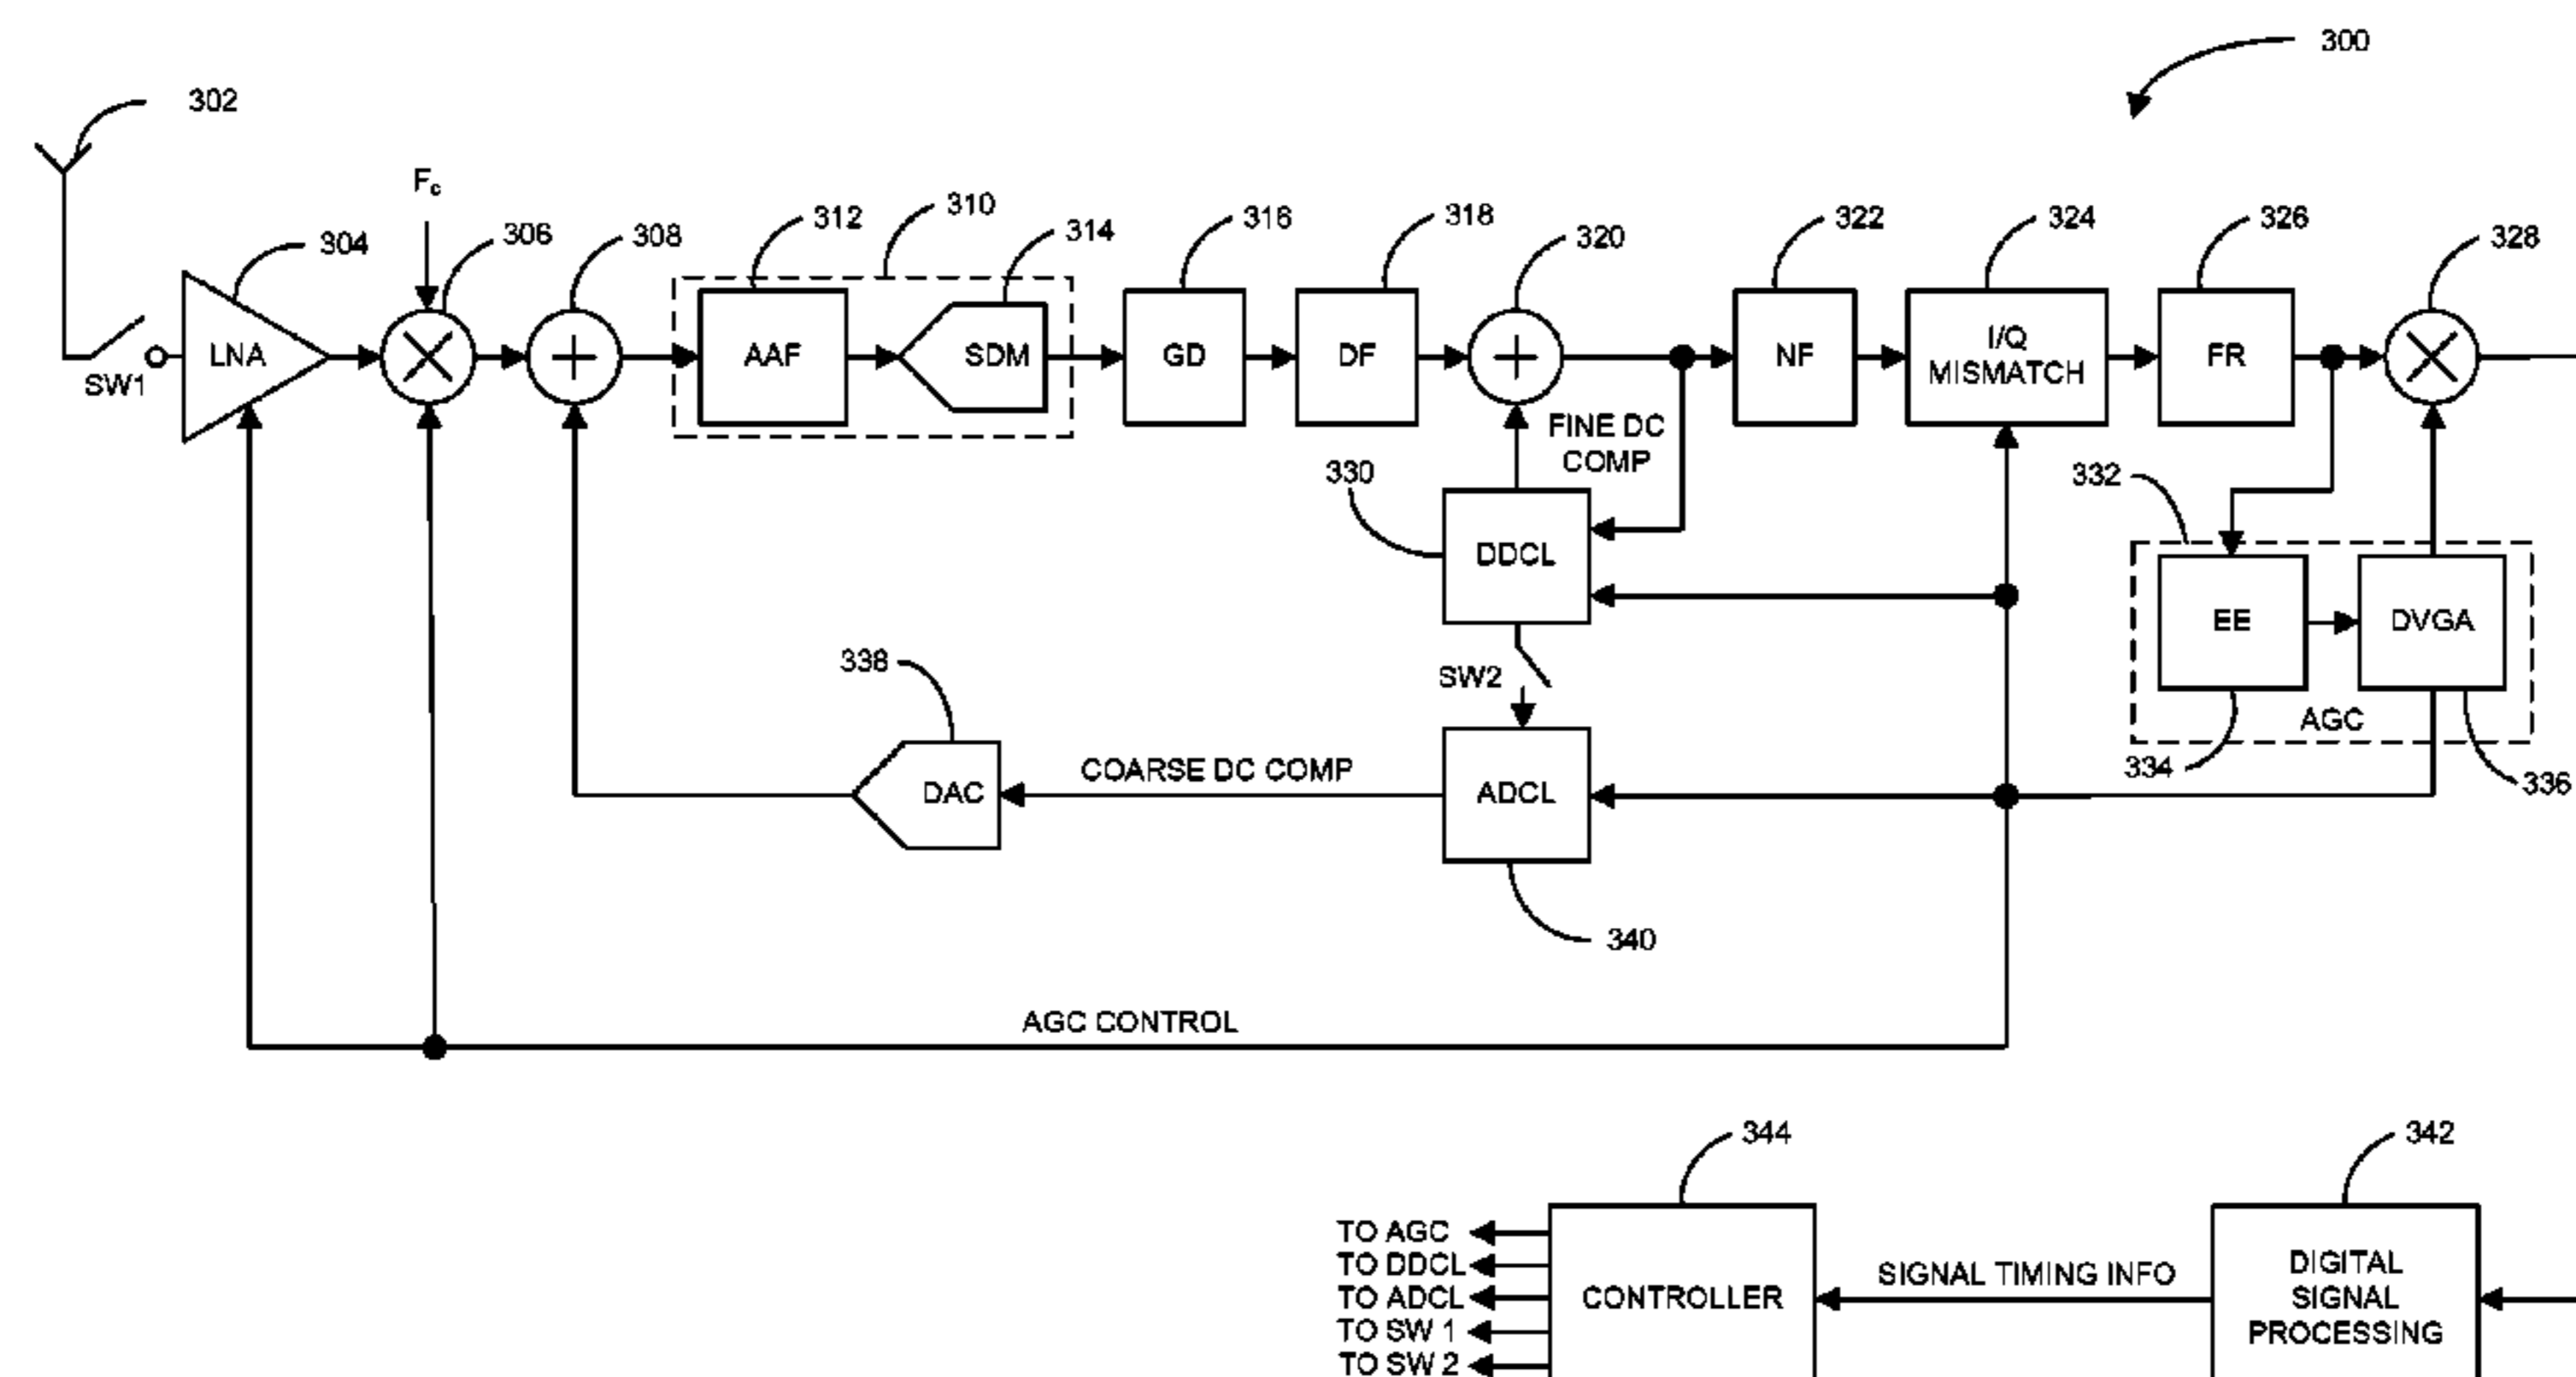 300
302
Fc
304
306
308
312
310
314
316
318
320
322
324
326
328
SW1
LNA
AAF
SDM
GD
DF
NF
I/Q
MISMATCH
FR
FINE DC
COMP
330
DDCL
332
EE
DVGA
AGC
334
336
SW2
338
DAC
COARSE DC COMP
ADCL
340
AGC CONTROL
344
342
TO AGC
TO DDCL
TO ADCL
TO SW 1
TO SW 2
CONTROLLER
SIGNAL TIMING INFO
DIGITAL
SIGNAL
PROCESSING